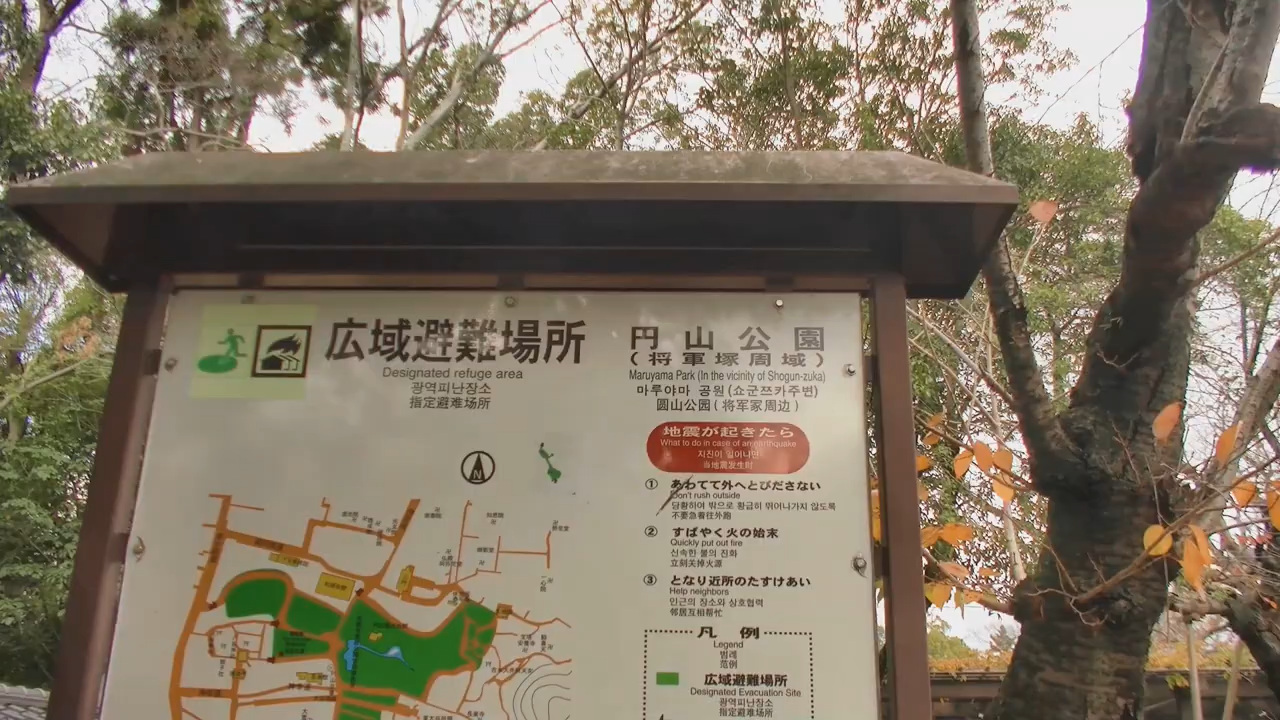 広域避難場所
Designated refuge area
광역피난장소
指定避难场所
円山公園
(将軍塚周域)
Maruyama Park (In the vicinity of Shogun-zuka)
마루야마 공원 (쇼군쯔카주변)
圆山公园 (将军冢周边)
地震が起きたら
What to do in case of an earthquake
지진이 일어나면
当地震发生时
① あわてて外へとびださない
Don't rush outside
당황하여 밖으로 황급히 뛰어나가지 않도록
不要急着往外跑
② すばやく火の始末
Quickly put out fire
신속한 불의 진화
立刻关掉火源
③ となり近所のたすけあい
Help neighbors
인근의 장소와 상호협력
邻居互相帮忙
凡例
Legend
범례
范例
広域避難場所
Designated Evacuation Site
광역피난장소
指定避难场所